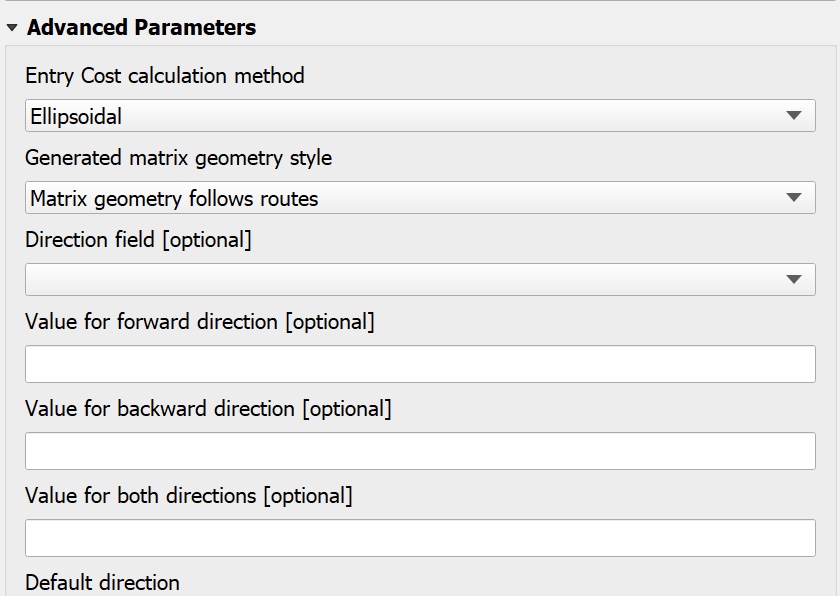 Advanced Parameters
Entry Cost calculation method
Ellipsoidal
Generated matrix geometry style
Matrix geometry follows routes
Direction field [optional]
Value for forward direction [optional]
Value for backward direction [optional]
Value for both directions [optional]
Default direction